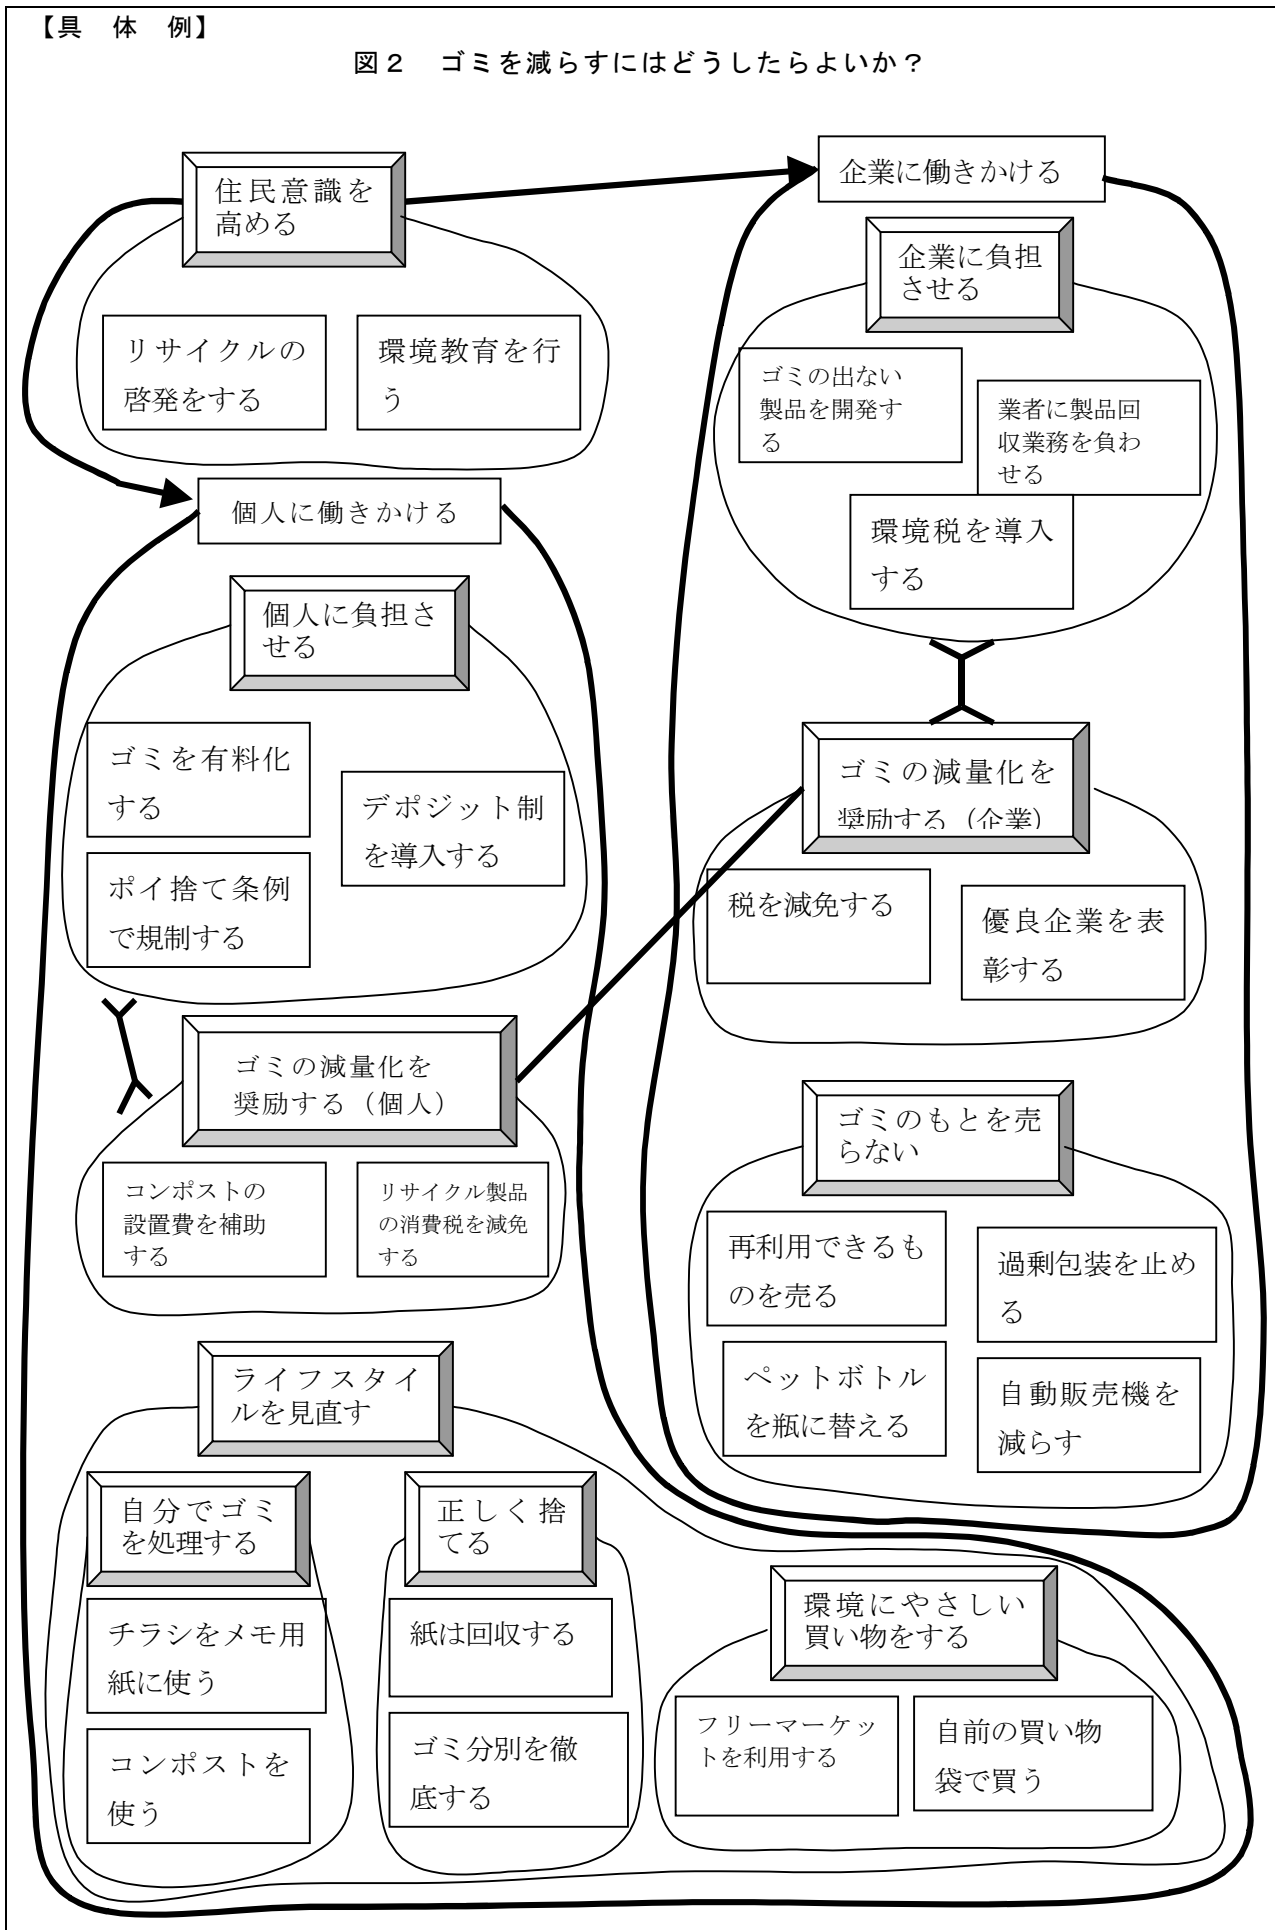 【具 体 例】
図２ ゴミを減らすにはどうしたらよいか？
住民意識を
高める
リサイクルの
啓発をする
環境教育を行
う
企業に働きかける
企業に負担
させる
ゴミの出ない
製品を開発す
る
業者に製品回
収業務を負わ
せる
環境税を導入
する
個人に働きかける
個人に負担さ
せる
ゴミを有料化
する
デポジット制
を導入する
ポイ捨て条例
で規制する
ゴミの減量化を
奨励する（企業）
税を減免する
優良企業を表
彰する
ゴミの減量化を
奨励する（個人）
コンポストの
設置費を補助
する
リサイクル製品
の消費税を減免
する
ゴミのもとを売
らない
再利用できるも
のを売る
過剰包装を止め
る
ペットボトル
を瓶に替える
自動販売機を
減らす
ライフスタイ
ルを見直す
自分でゴミ
を処理する
チラシをメモ用
紙に使う
コンポストを
使う
正しく捨
てる
紙は回収する
ゴミ分別を徹
底する
環境にやさしい
買い物をする
フリーマーケッ
トを利用する
自前の買い物
袋で買う